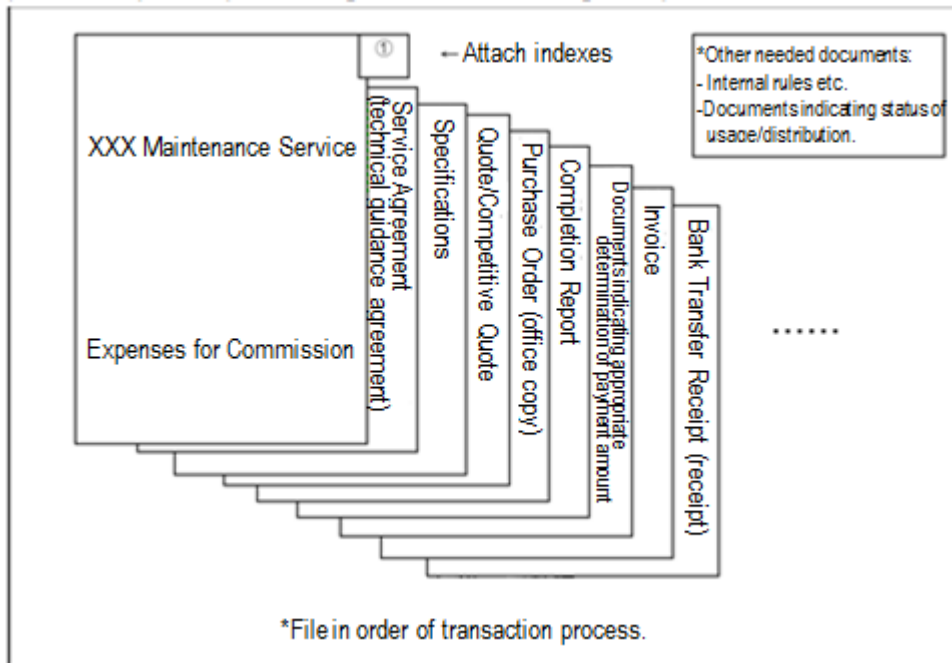 ①
←Attach indexes
*Other needed documents:
- Internal rules etc.
-Documents indicating status of
usage/distribution.
XXX Maintenance Service
Expenses for Commission
Service Agreement
(technical guidance agreement)
Specifications
Quote/Competitive Quote
Purchase Order (office copy)
Completion Report
Documents indicating appropriate
determination of payment amount
Invoice
Bank Transfer Receipt (receipt)
......
*File in order of transaction process.